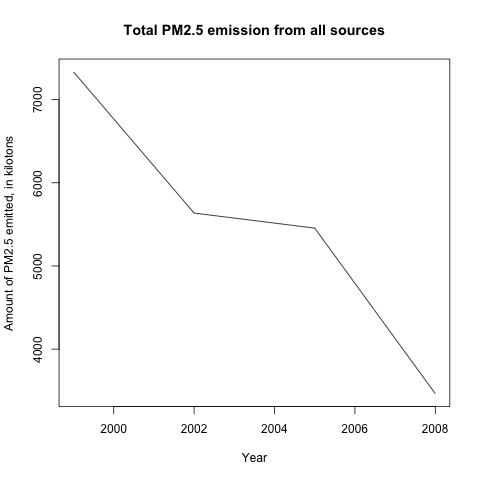 Total PM2.5 emission from all sources
Amount of PM2.5 emitted, in kilotons
7000
6000
5000
4000
2000 2002 2004 2006 2008
Year